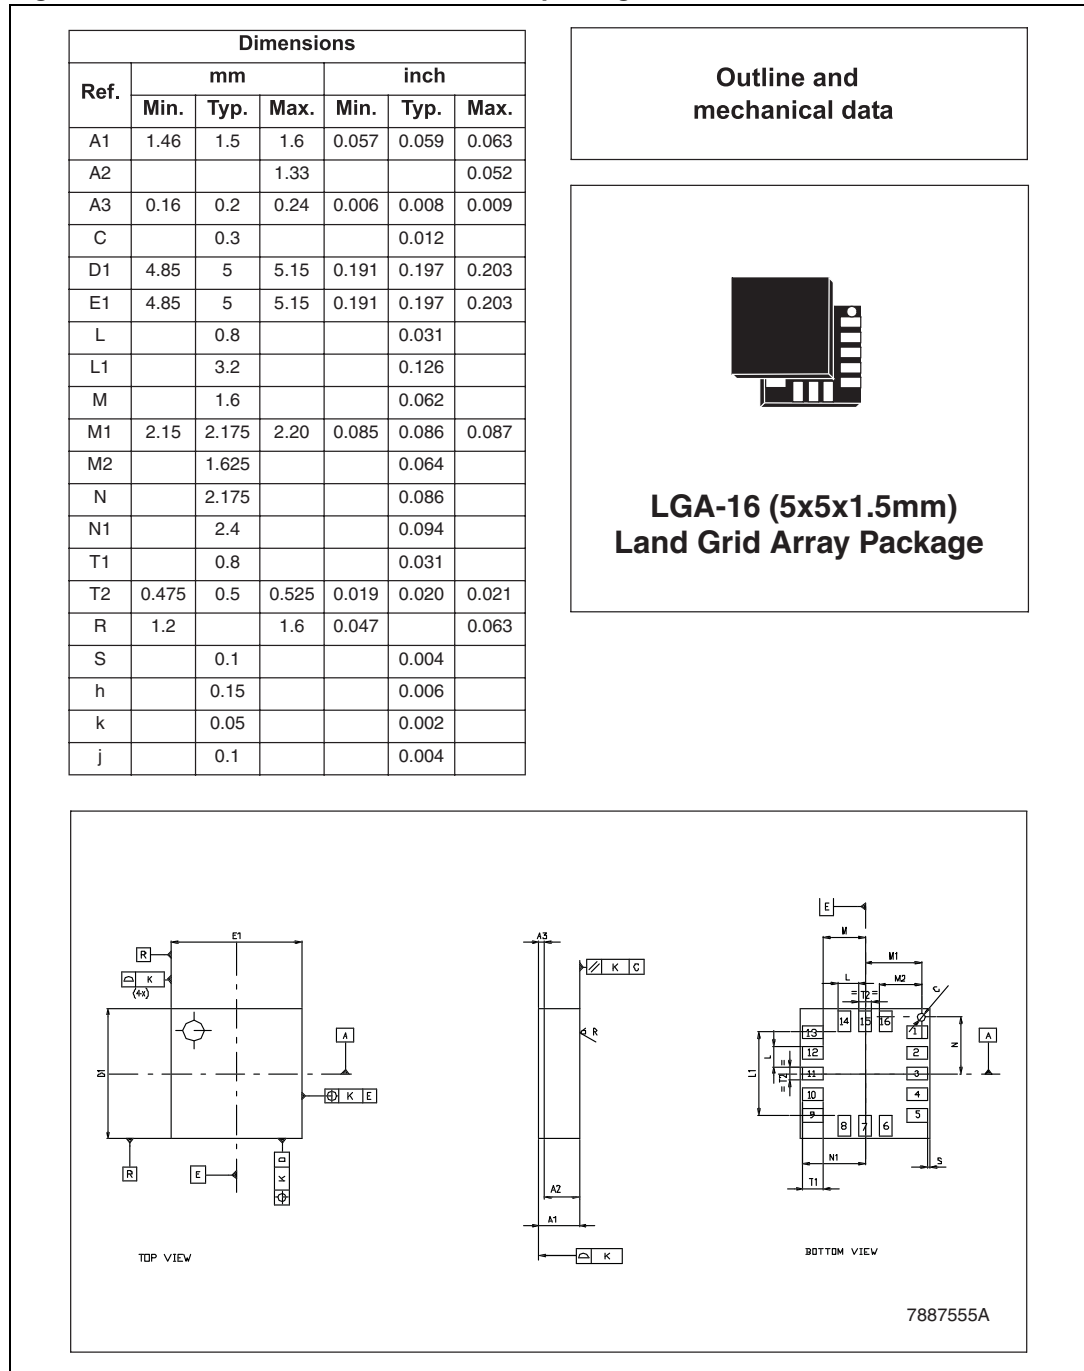 Dimensions
Ref. mm inch
Min. Typ. Max. Min. Typ. Max.
A1 1.46 1.5 1.6 0.057 0.059 0.063
A2 1.33 0.052
A3 0.16 0.2 0.24 0.006 0.008 0.009
C 0.3 0.012
D1 4.85 5 5.15 0.191 0.197 0.203
E1 4.85 5 5.15 0.191 0.197 0.203
L 0.8 0.031
L1 3.2 0.126
M 1.6 0.062
M1 2.15 2.175 2.20 0.085 0.086 0.087
M2 1.625 0.064
N 2.175 0.086
N1 2.4 0.094
T1 0.8 0.031
T2 0.475 0.5 0.525 0.019 0.020 0.021
R 1.2 1.6 0.047 0.063
S 0.1 0.004
h 0.15 0.006
k 0.05 0.002
j 0.1 0.004
Outline and
mechanical data
LGA-16 (5x5x1.5mm)
Land Grid Array Package
E1
R
K
(4x)
D1
A
K E
R
E
D
K
TOP VIEW
A3
K C
R
A2
A1
K
E
M
M1
L
M2
= T2 =
C
14 15 16
13 1
12 2
11 3
10 4
9 5
8 7 6
L1
L
= T2 =
N
A
N1
S
T1
BOTTOM VIEW
7887555A